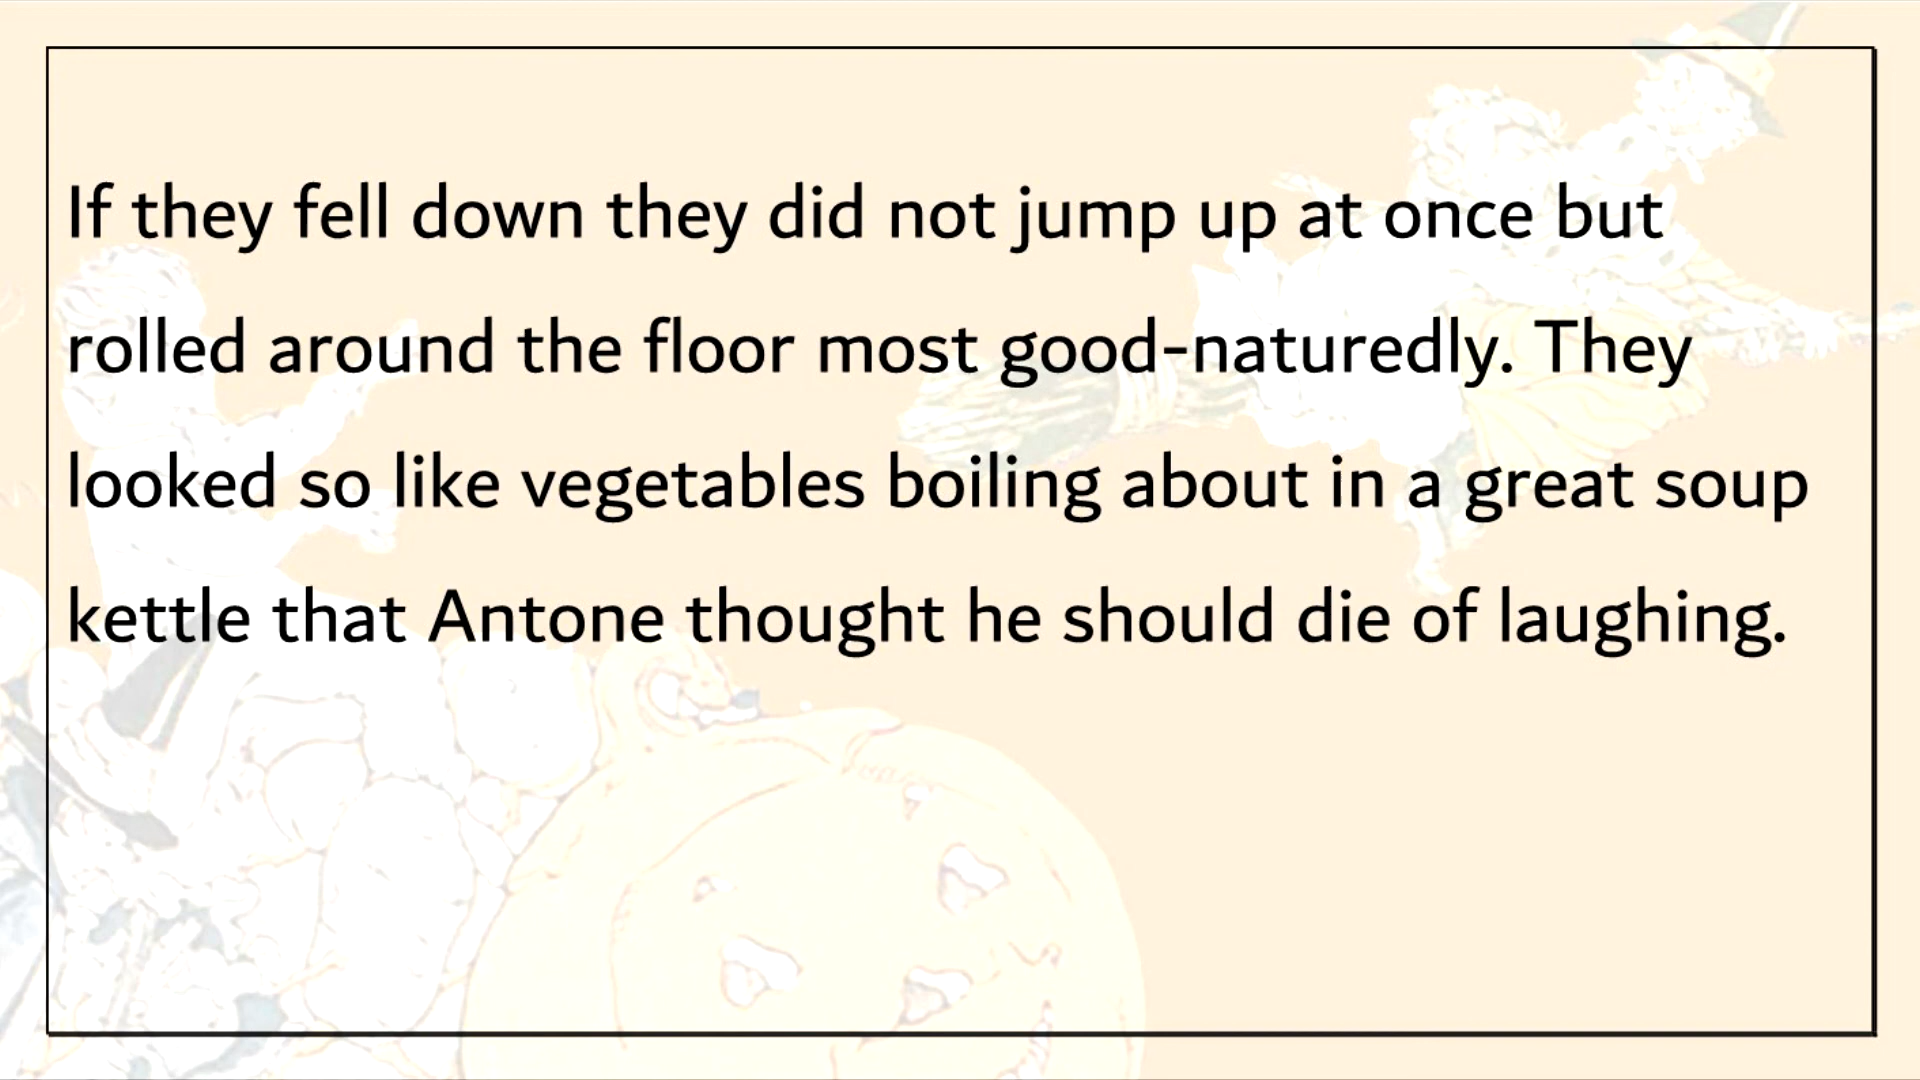 If they fell down they did not jump up at once but
rolled around the floor most good-naturedly. They
looked so like vegetables boiling about in a great soup
kettle that Antone thought he should die of laughing.